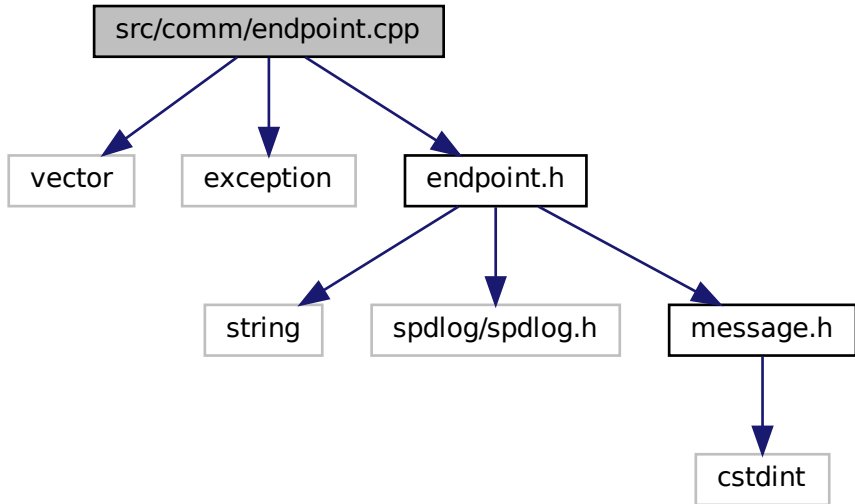 src/comm/endpoint.cpp
vector
exception
endpoint.h
string
spdlog/spdlog.h
message.h
cstdint